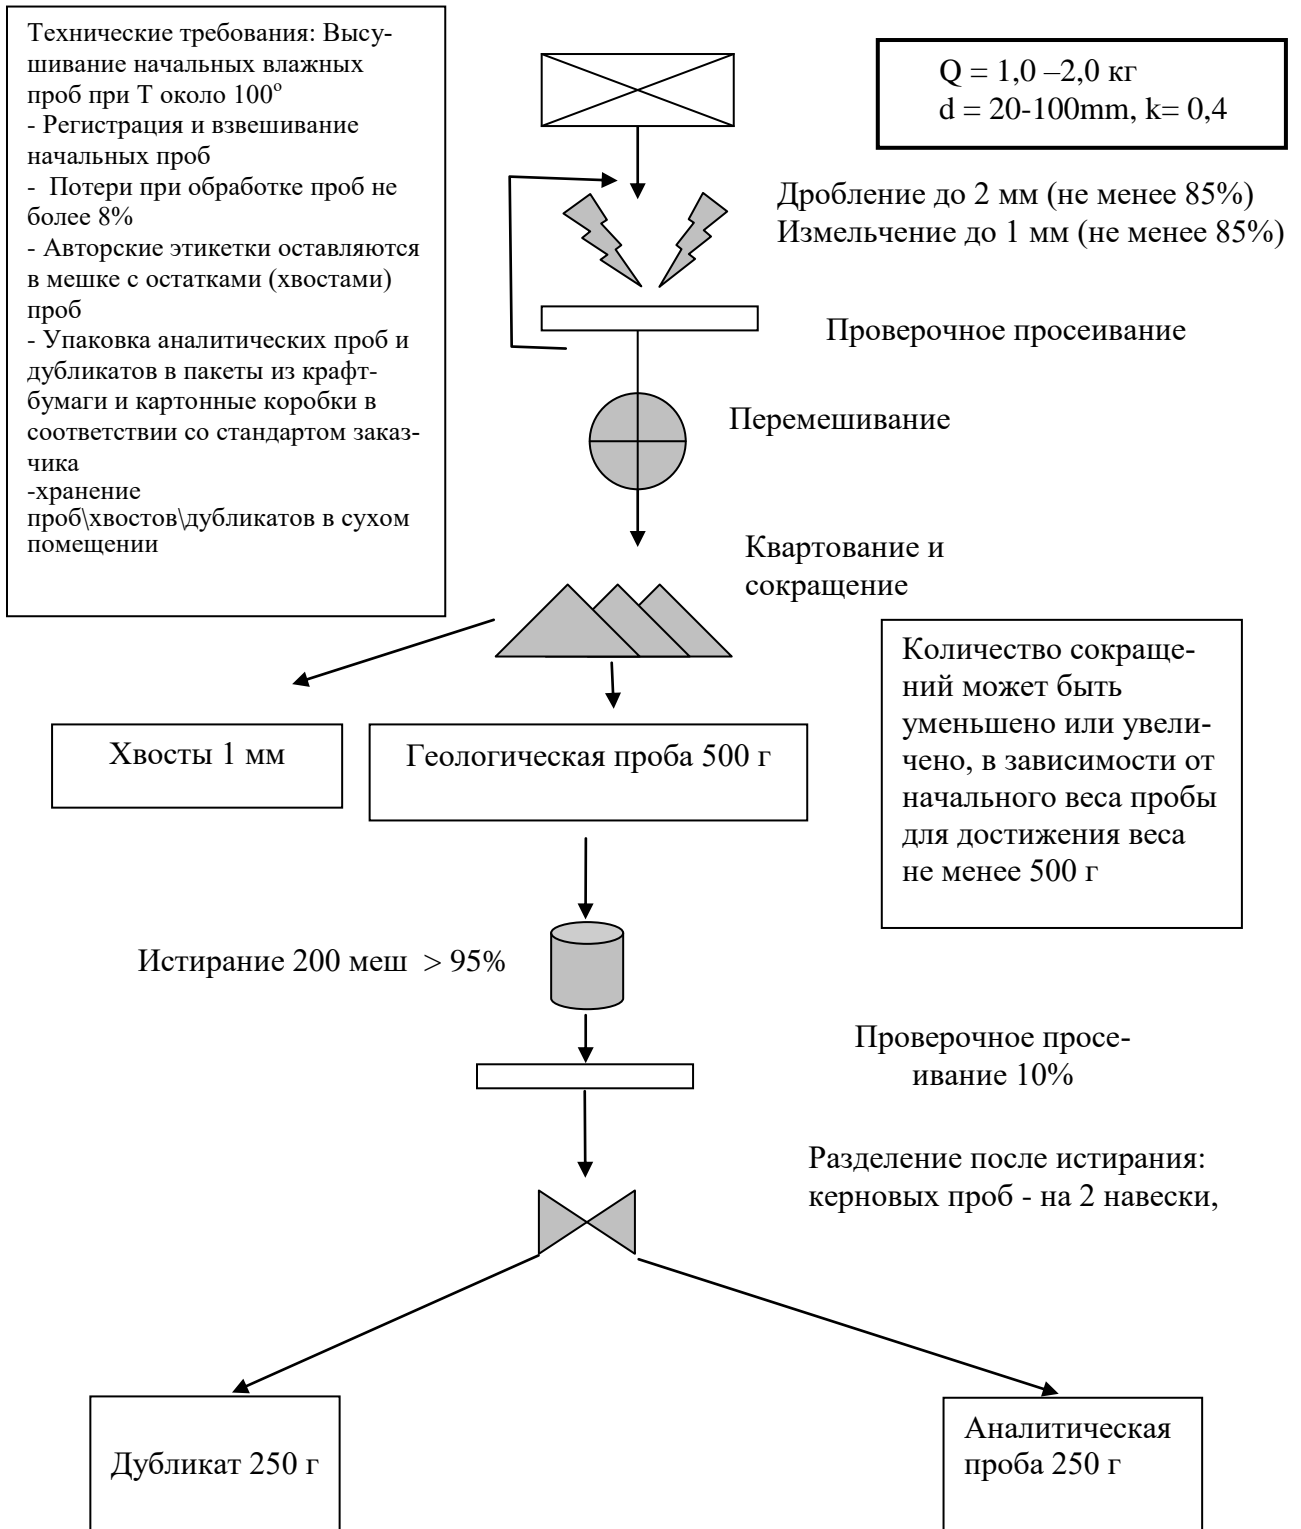 Технические требования: Высу-
шивание начальных влажных
проб при Т около 100°
- Регистрация и взвешивание
начальных проб
- Потери при обработке проб не
более 8%
- Авторские этикетки оставляются
в мешке с остатками (хвостами)
проб
- Упаковка аналитических проб и
дубликатов в пакеты из крафт-
бумаги и картонные коробки в
соответствии со стандартом заказ-
чика
-хранение
проб\хвостов\дубликатов в сухом
помещении
Q = 1,0 –2,0 кг
d = 20-100mm, k= 0,4
Дробление до 2 мм (не менее 85%)
Измельчение до 1 мм (не менее 85%)
Проверочное просеивание
Перемешивание
Квартование и
сокращение
Количество сокраще-
ний может быть
уменьшено или увели-
чено, в зависимости от
начального веса пробы
для достижения веса
не менее 500 г
Хвосты 1 мм
Геологическая проба 500 г
Истирание 200 меш > 95%
Проверочное просе-
ивание 10%
Разделение после истирания:
керновых проб - на 2 навески,
Дубликат 250 г
Аналитическая
проба 250 г